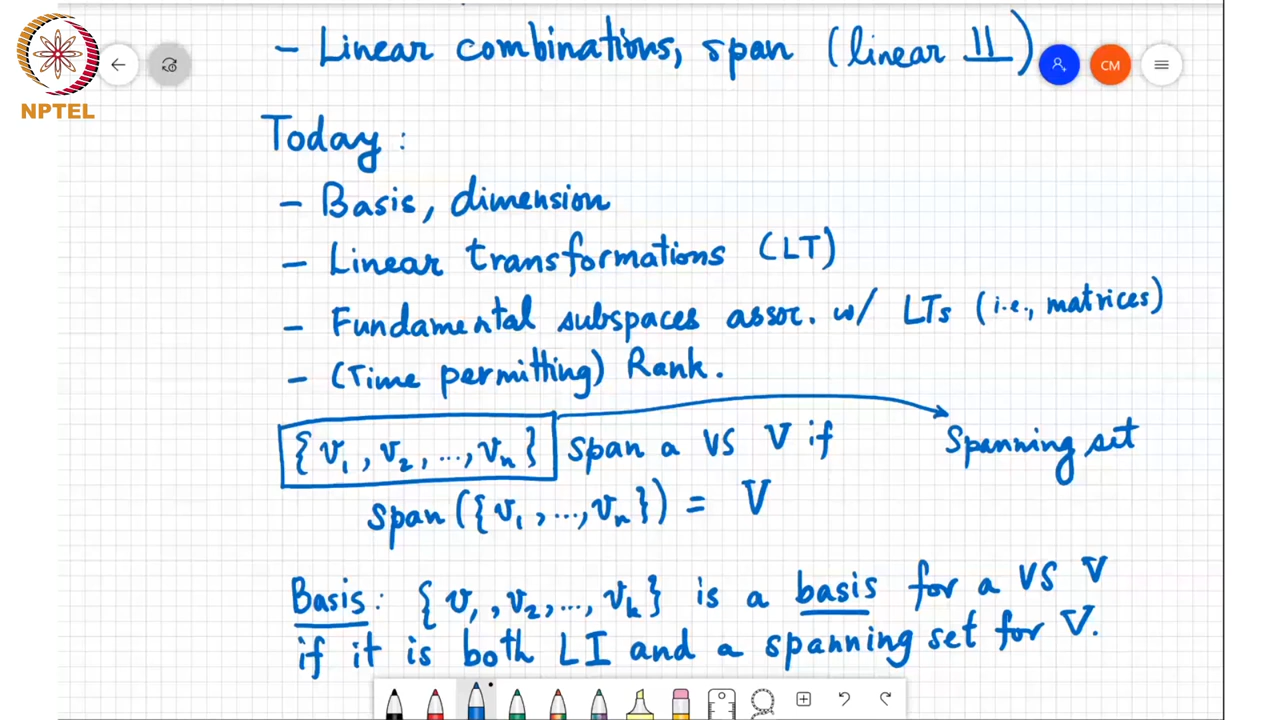 - Linear combinations, span (linear ⫫)
NPTEL
CM
Today:
- Basis, dimension
- Linear transformations (LT)
- Fundamental subspaces assoc. w/ LTs (i.e., matrices)
- (Time permitting) Rank.
{v₁, v₂, ..., vₙ} span a VS V if
Spanning set
span({v₁, ..., vₙ}) = V
Basis: {v₁, v₂, ..., vₖ} is a basis for a VS V
if it is both LI and a spanning set for V.